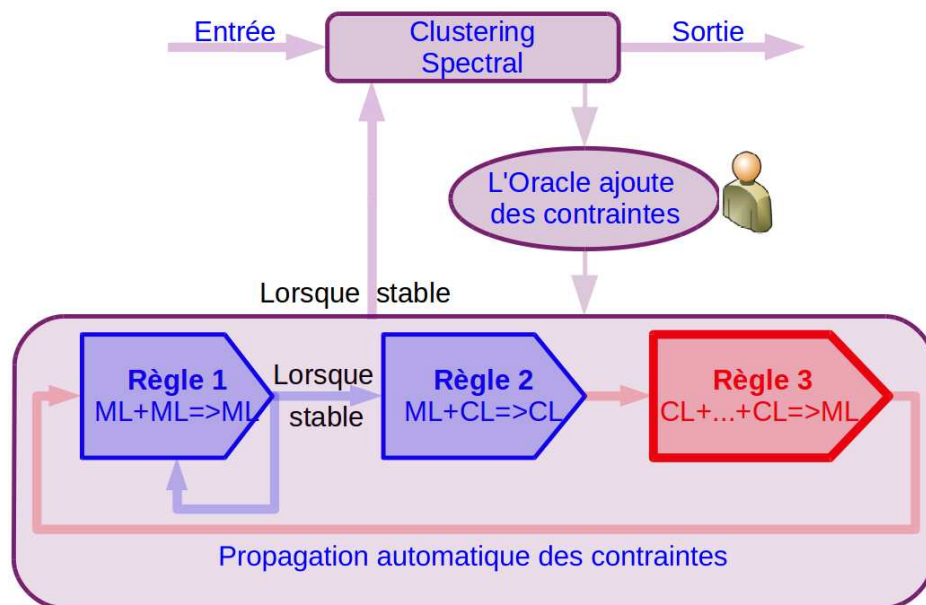 Entrée
Clustering
Spectral
Sortie
L'Oracle ajoute
des contraintes
Lorsque stable
Règle 1
ML+ML=>ML
Lorsque
stable
Règle 2
ML+CL=>CL
Règle 3
CL+...+CL=>ML
Propagation automatique des contraintes